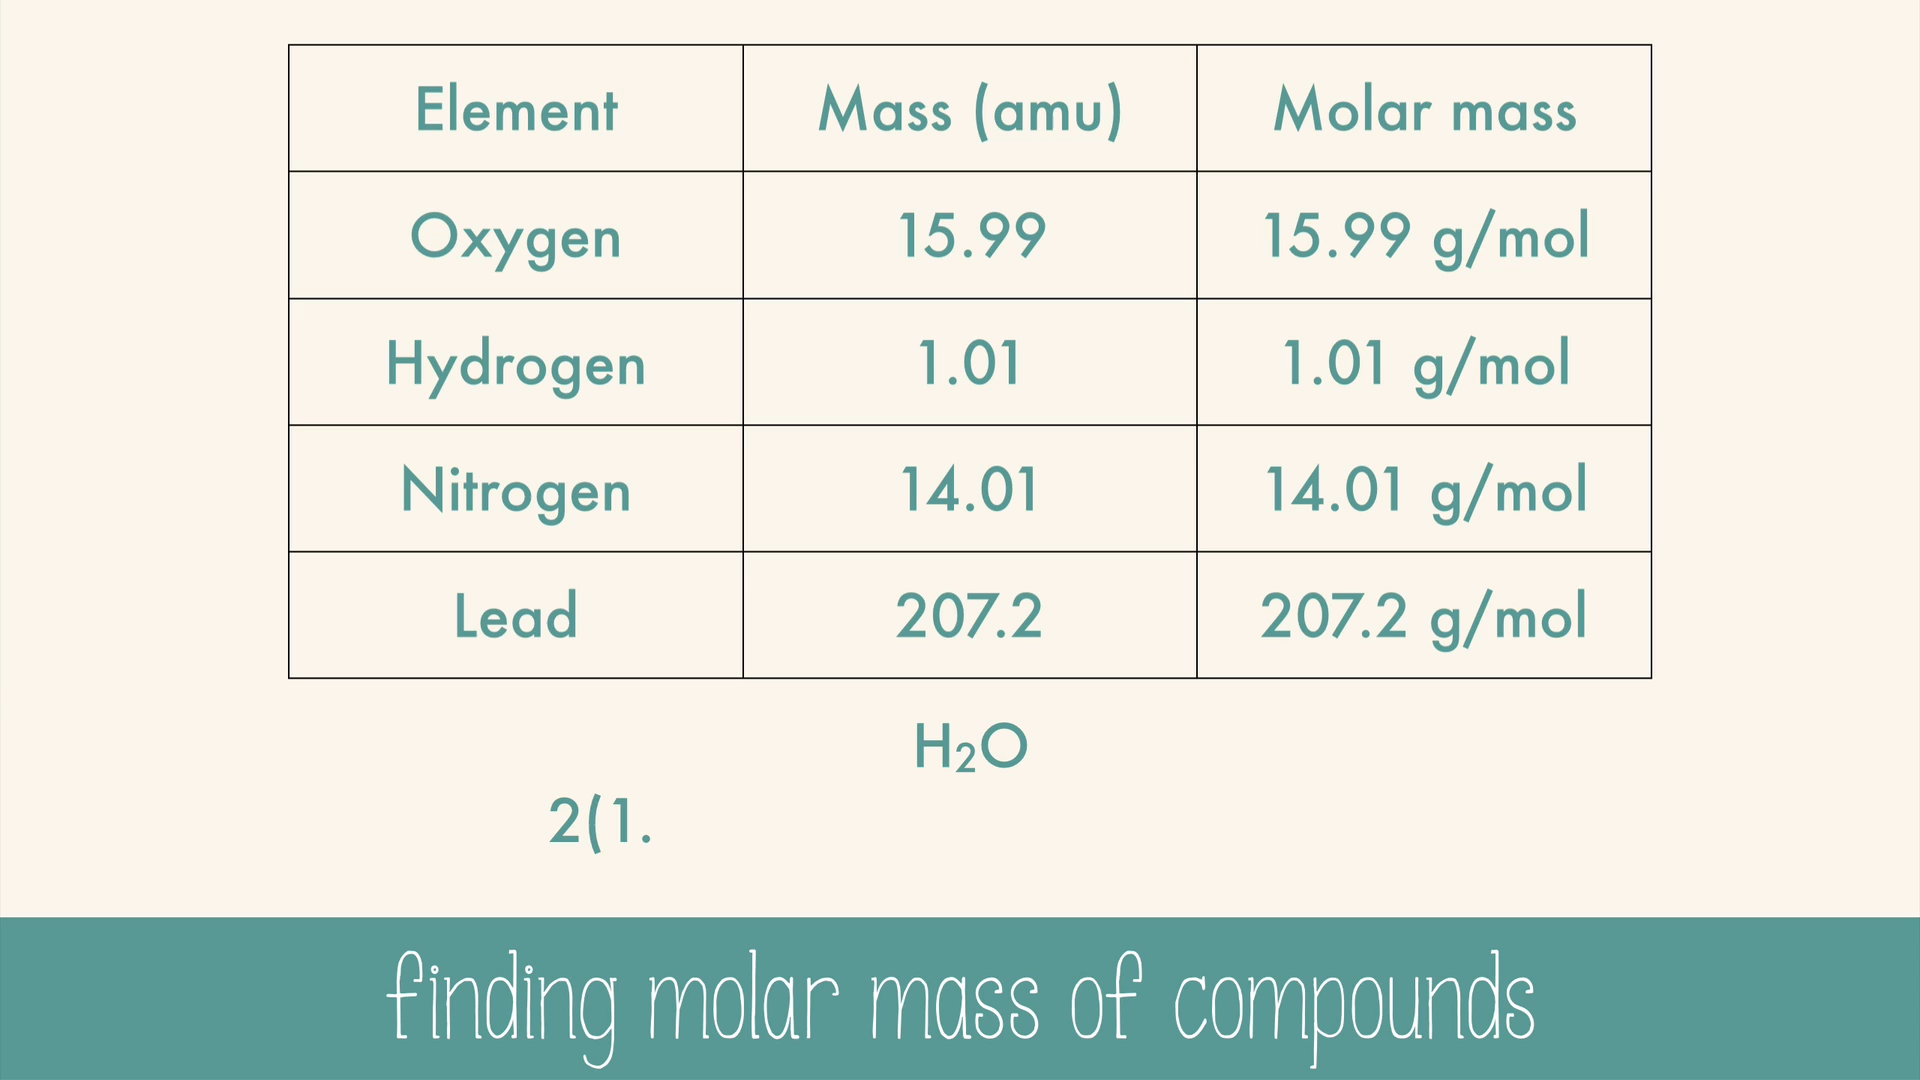 Element Mass (amu) Molar mass
Oxygen 15.99 15.99 g/mol
Hydrogen 1.01 1.01 g/mol
Nitrogen 14.01 14.01 g/mol
Lead 207.2 207.2 g/mol
H₂O
2(1.
finding molar mass of compounds